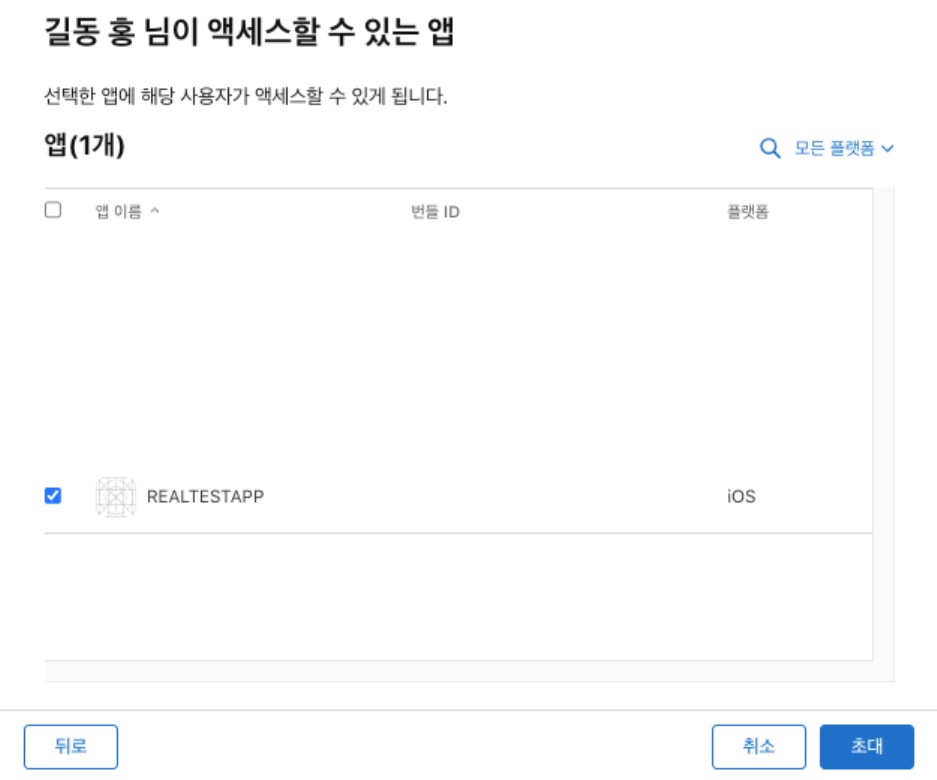 길동 홍 님이 액세스할 수 있는 앱
선택한 앱에 해당 사용자가 액세스할 수 있게 됩니다.
앱(1개)
모든 플랫폼
앱 이름 번들 ID 플랫폼
REALTESTAPP iOS
뒤로 취소 초대